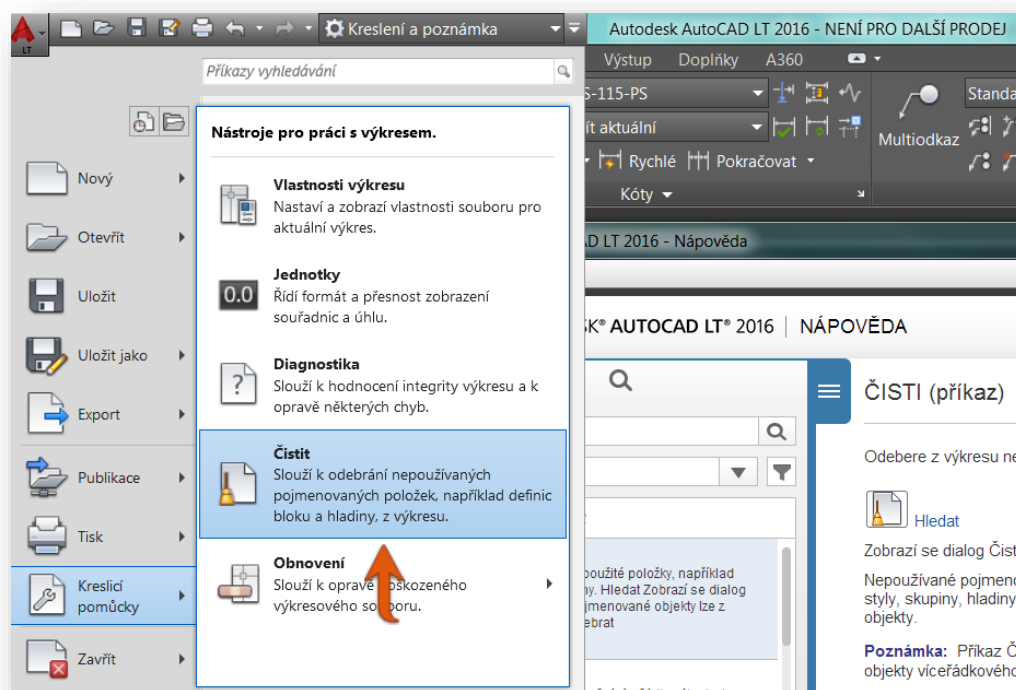 LT
Kreslení a poznámka
Autodesk AutoCAD LT 2016 - NENÍ PRO DALŠÍ PRODEJ
Příkazy vyhledávání
Výstup Doplňky A360
S-115-PS
Standa
ít aktuální
Multiodkaz
Rychlé Pokračovat
Kóty
Nový
Otevřít
Uložit
Uložit jako
Export
Publikace
Tisk
Kreslicí
pomůcky
Zavřít
Nástroje pro práci s výkresem.
Vlastnosti výkresu
Nastaví a zobrazí vlastnosti souboru pro
aktuální výkres.
0.0
Jednotky
Řídí formát a přesnost zobrazení
souřadnic a úhlu.
Diagnostika
Slouží k hodnocení integrity výkresu a k
opravě některých chyb.
Čistit
Slouží k odebrání nepoužívaných
pojmenovaných položek, například definic
bloku a hladiny, z výkresu.
Obnovení
Slouží k opravě poškozeného
výkresového souboru.
D LT 2016 - Nápověda
K® AUTOCAD LT® 2016 | NÁPOVĚDA
použité položky, například
ny. Hledat Zobrazí se dialog
jmenované objekty lze z
ebrat
ČISTI (příkaz)
Odebere z výkresu ne
Hledat
Zobrazí se dialog Čist
Nepoužívané pojmeno
styly, skupiny, hladiny
objekty.
Poznámka: Příkaz Č
objekty víceřádkového